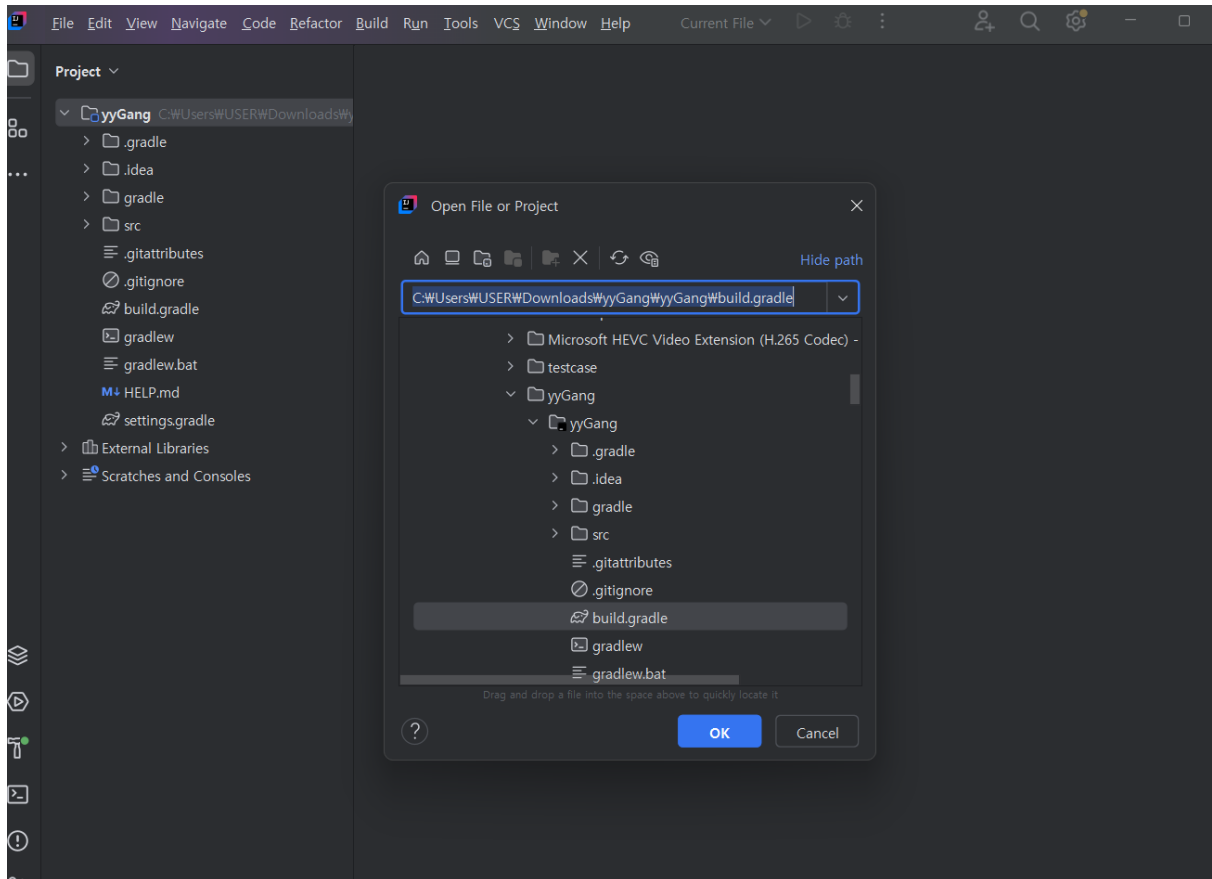 File Edit View Navigate Code Refactor Build Run Tools VCS Window Help Current File
Project
yyGang C:₩Users₩USER₩Downloads₩y
.gradle
.idea
gradle
src
.gitattributes
.gitignore
build.gradle
gradlew
gradlew.bat
M↓ HELP.md
settings.gradle
External Libraries
Scratches and Consoles
Open File or Project
Hide path
C:₩Users₩USER₩Downloads₩yyGang₩yyGang₩build.gradle
Microsoft HEVC Video Extension (H.265 Codec) -
testcase
yyGang
yyGang
.gradle
.idea
gradle
src
.gitattributes
.gitignore
build.gradle
gradlew
gradlew.bat
Drag and drop a file into the space above to quickly locate it
?
OK Cancel